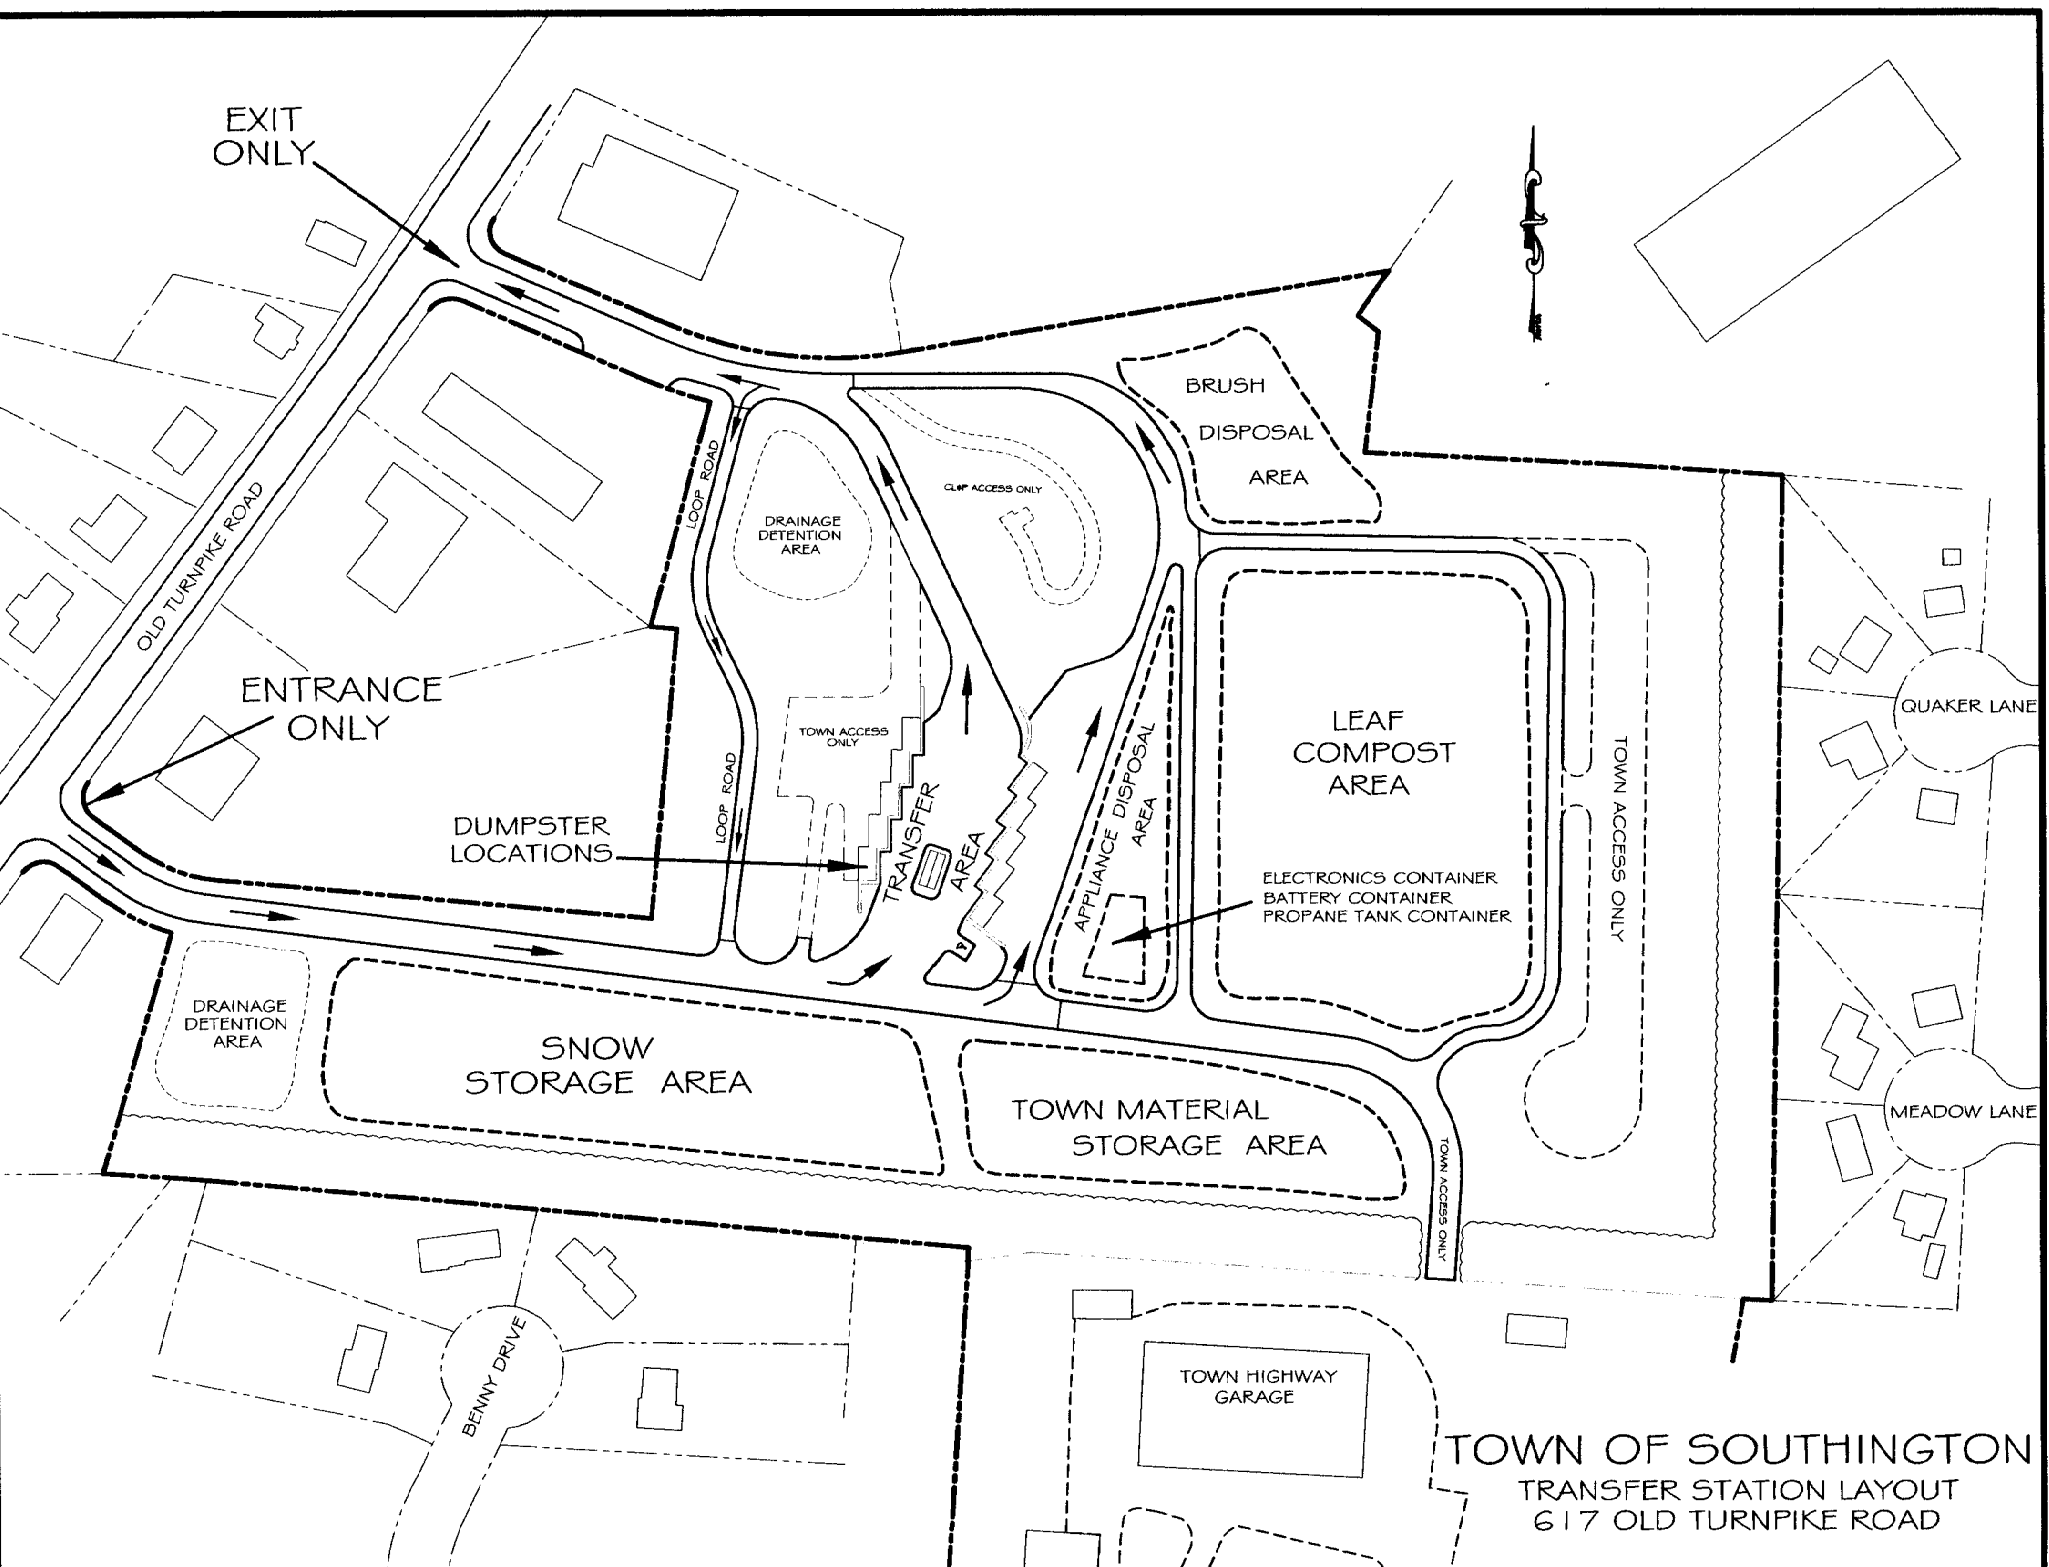 EXIT
ONLY
BRUSH
DISPOSAL
AREA
LOOP ROAD
CL&P ACCESS ONLY
DRAINAGE
DETENTION
AREA
OLD TURNPIKE ROAD
ENTRANCE
ONLY
TOWN ACCESS
ONLY
LEAF
COMPOST
AREA
QUAKER LANE
LOOP ROAD
DUMPSTER
LOCATIONS
TRANSFER
AREA
APPLIANCE DISPOSAL
AREA
TOWN ACCESS ONLY
ELECTRONICS CONTAINER
BATTERY CONTAINER
PROPANE TANK CONTAINER
DRAINAGE
DETENTION
AREA
SNOW
STORAGE AREA
TOWN MATERIAL
STORAGE AREA
MEADOW LANE
TOWN ACCESS ONLY
BENNY DRIVE
TOWN HIGHWAY
GARAGE
TOWN OF SOUTHINGTON
TRANSFER STATION LAYOUT
617 OLD TURNPIKE ROAD